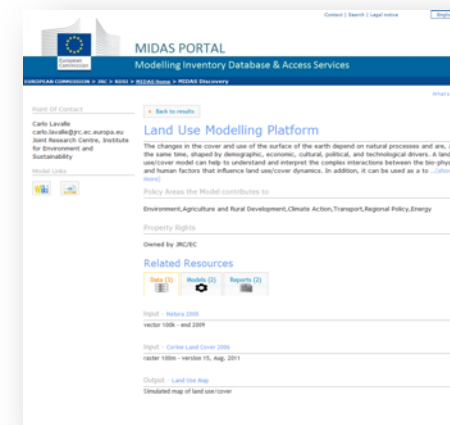 Contact | Search | Legal notice
Englis
European
Commission
MIDAS PORTAL
Modelling Inventory Database & Access Services
EUROPEAN COMMISSION > JRC > RDSI > MIDAS Home > MIDAS Discovery
What's
Point Of Contact
Carlo Lavalle
carlo.lavalle@jrc.ec.europa.eu
Joint Research Centre, Institute
for Environment and
Sustainability
Model Links
Back to results
Land Use Modelling Platform
The changes in the cover and use of the surface of the earth depend on natural processes and are, a
the same time, shaped by demographic, economic, cultural, political, and technological drivers. A land
use/cover model can help to understand and interpret the complex interactions between the bio-phys
and human factors that influence land use/cover dynamics. In addition, it can be used as a to ...(show
more)
Policy Areas the Model contributes to
Environment,Agriculture and Rural Development,Climate Action,Transport,Regional Policy,Energy
Property Rights
Owned by JRC/EC
Related Resources
Data (3)
Models (2)
Reports (2)
Input - Natura 2000
vector 100k - end 2009
Input - Corine Land Cover 2006
raster 100m - version 15, Aug. 2011
Output - Land Use Map
Simulated map of land use/cover